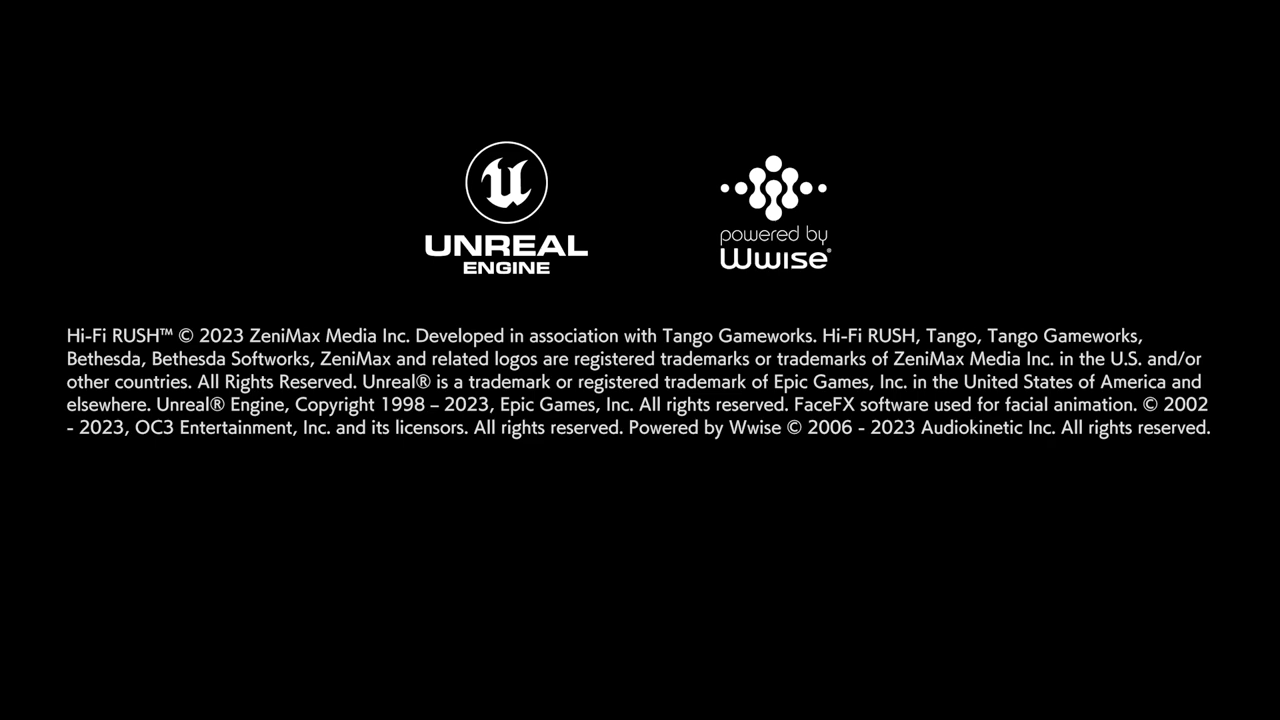 UNREAL
ENGINE
powered by
Wwise®
Hi-Fi RUSH™ © 2023 ZeniMax Media Inc. Developed in association with Tango Gameworks. Hi-Fi RUSH, Tango, Tango Gameworks,
Bethesda, Bethesda Softworks, ZeniMax and related logos are registered trademarks or trademarks of ZeniMax Media Inc. in the U.S. and/or
other countries. All Rights Reserved. Unreal® is a trademark or registered trademark of Epic Games, Inc. in the United States of America and
elsewhere. Unreal® Engine, Copyright 1998 – 2023, Epic Games, Inc. All rights reserved. FaceFX software used for facial animation. © 2002
- 2023, OC3 Entertainment, Inc. and its licensors. All rights reserved. Powered by Wwise © 2006 - 2023 Audiokinetic Inc. All rights reserved.